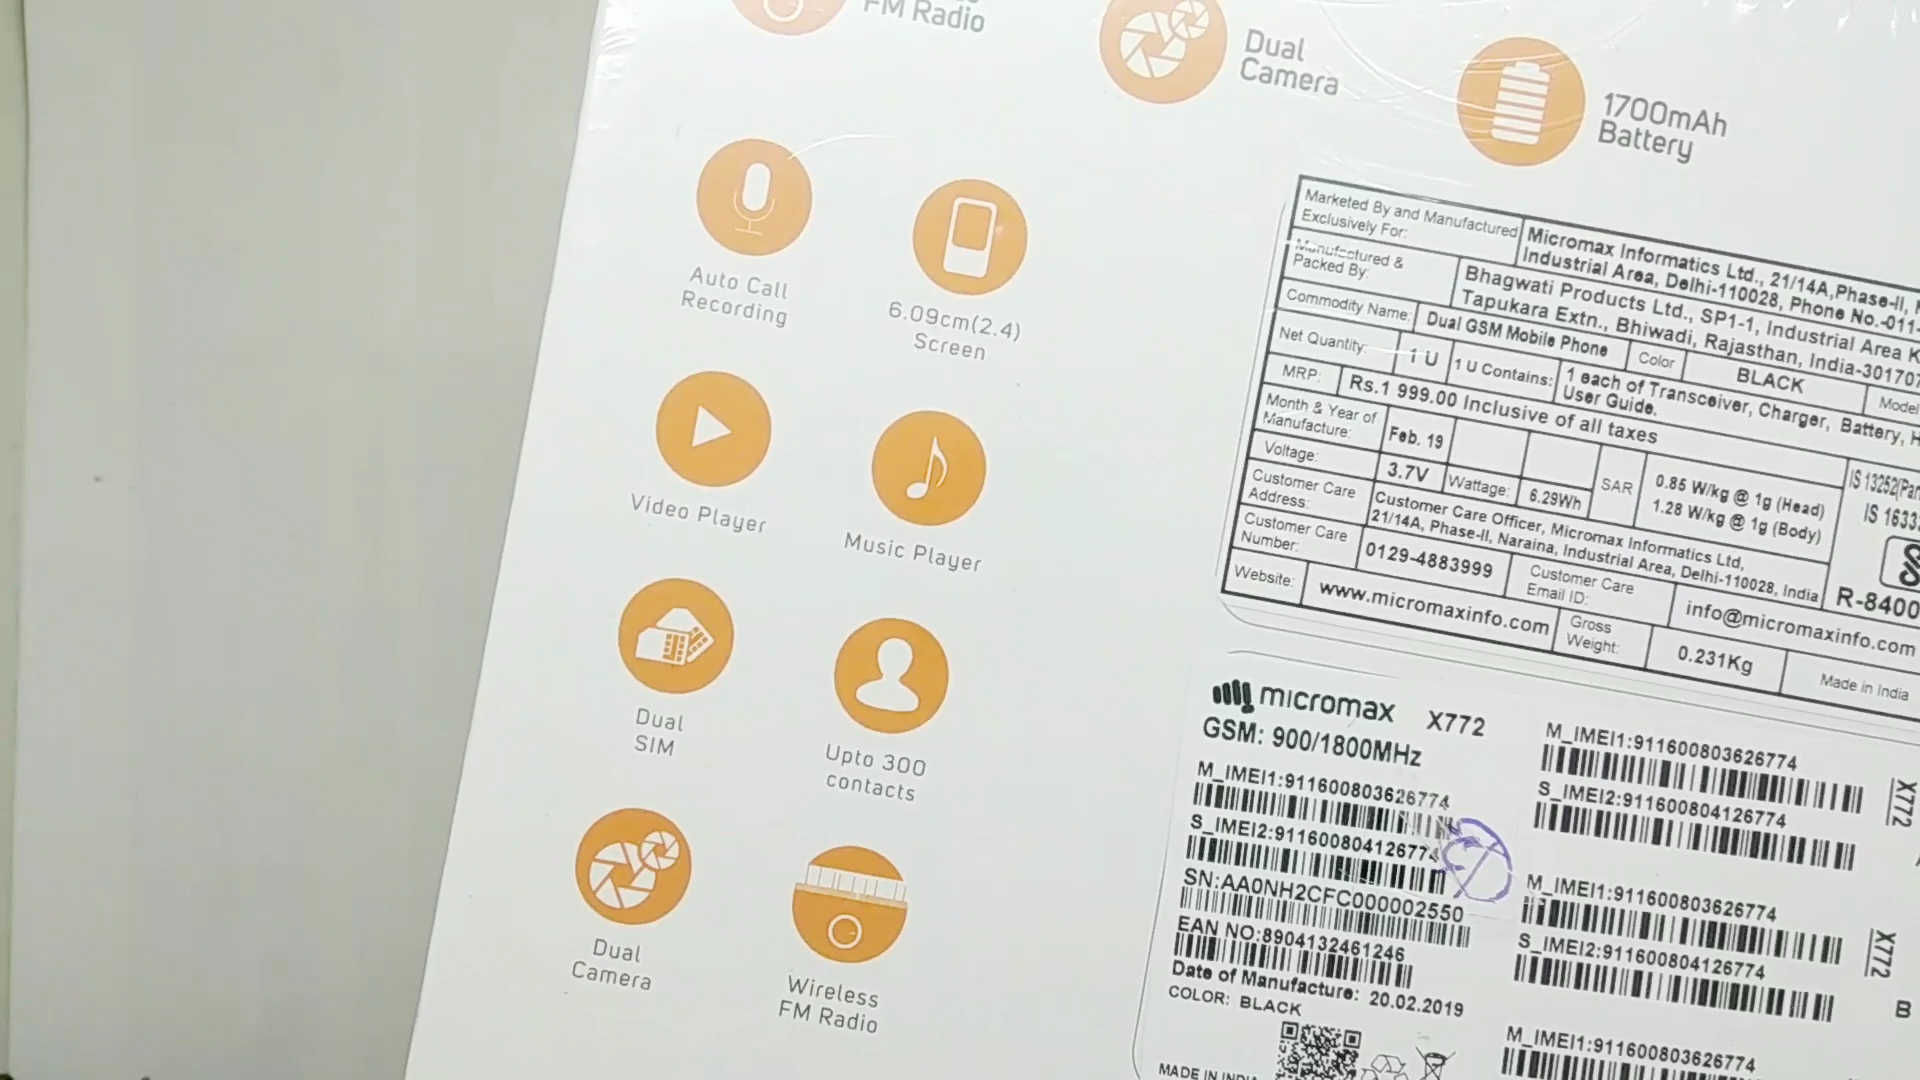 FM Radio
Dual
Camera
1700mAh
Battery
Auto Call
Recording
6.09cm(2.4)
Screen
Video Player
Music Player
Dual
SIM
Upto 300
contacts
Dual
Camera
Wireless
FM Radio
Marketed By and Manufactured
Exclusively For:
Micromax Informatics Ltd., 21/14A,Phase-II,
Industrial Area, Delhi-110028, Phone No.-011-
Manufactured &
Packed By:
Bhagwati Products Ltd., SP1-1, Industrial Area
Tapukara Extn., Bhiwadi, Rajasthan, India-301707
Commodity Name:
Dual GSM Mobile Phone
Color
BLACK
Model
Net Quantity:
1 U
1 U Contains:
1 each of Transceiver, Charger, Battery,
User Guide.
MRP:
Rs.1 999.00 Inclusive of all taxes
Month & Year of
Manufacture:
Feb. 19
Voltage:
3.7V
Wattage:
6.29Wh
SAR
0.85 W/kg @ 1g (Head)
1.28 W/kg @ 1g (Body)
IS 13252(Par
IS 1633
R-8400
Customer Care
Address:
Customer Care Officer, Micromax Informatics Ltd,
21/14A, Phase-II, Naraina, Industrial Area, Delhi-110028, India
Customer Care
Number:
0129-4883999
Customer Care
Email ID:
info@micromaxinfo.com
Website:
www.micromaxinfo.com
Gross
Weight:
0.231Kg
Made in India
micromax X772
GSM: 900/1800MHz
M_IMEI1:911600803626774
S_IMEI2:911600804126774
SN:AA0NH2CFC000002550
EAN NO:8904132461246
Date of Manufacture: 20.02.2019
COLOR: BLACK
MADE IN INDIA
M_IMEI1:911600803626774
S_IMEI2:911600804126774
X772
M_IMEI1:911600803626774
S_IMEI2:911600804126774
X772
B
M_IMEI1:911600803626774